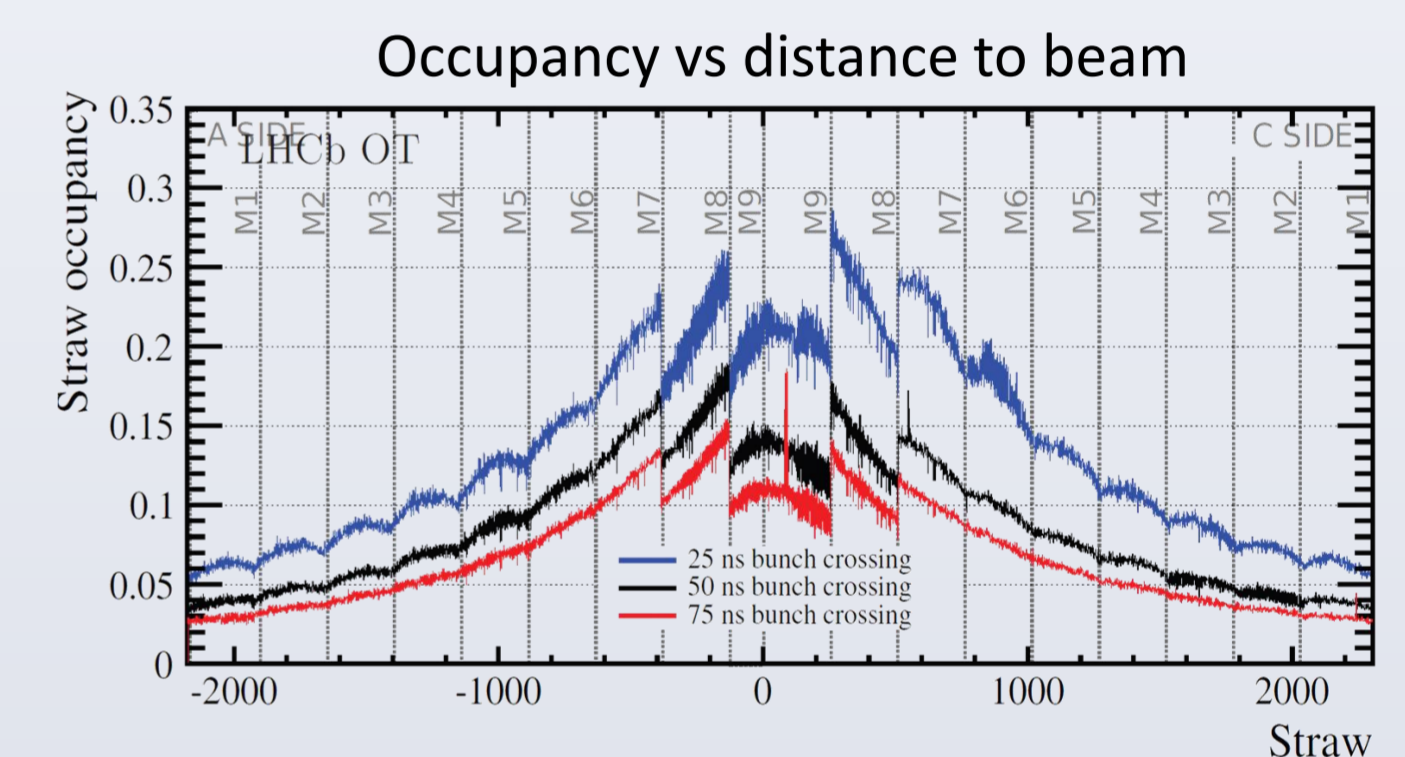 Occupancy vs distance to beam
Straw occupancy
0.35
0.3
0.25
0.2
0.15
0.1
0.05
0
A SIDE
LHCb OT
C SIDE
M1 M2 M3 M4 M5 M6 M7 M8 M9 M9 M8 M7 M6 M5 M4 M3 M2 M1
25 ns bunch crossing
50 ns bunch crossing
75 ns bunch crossing
-2000 -1000 0 1000 2000
Straw